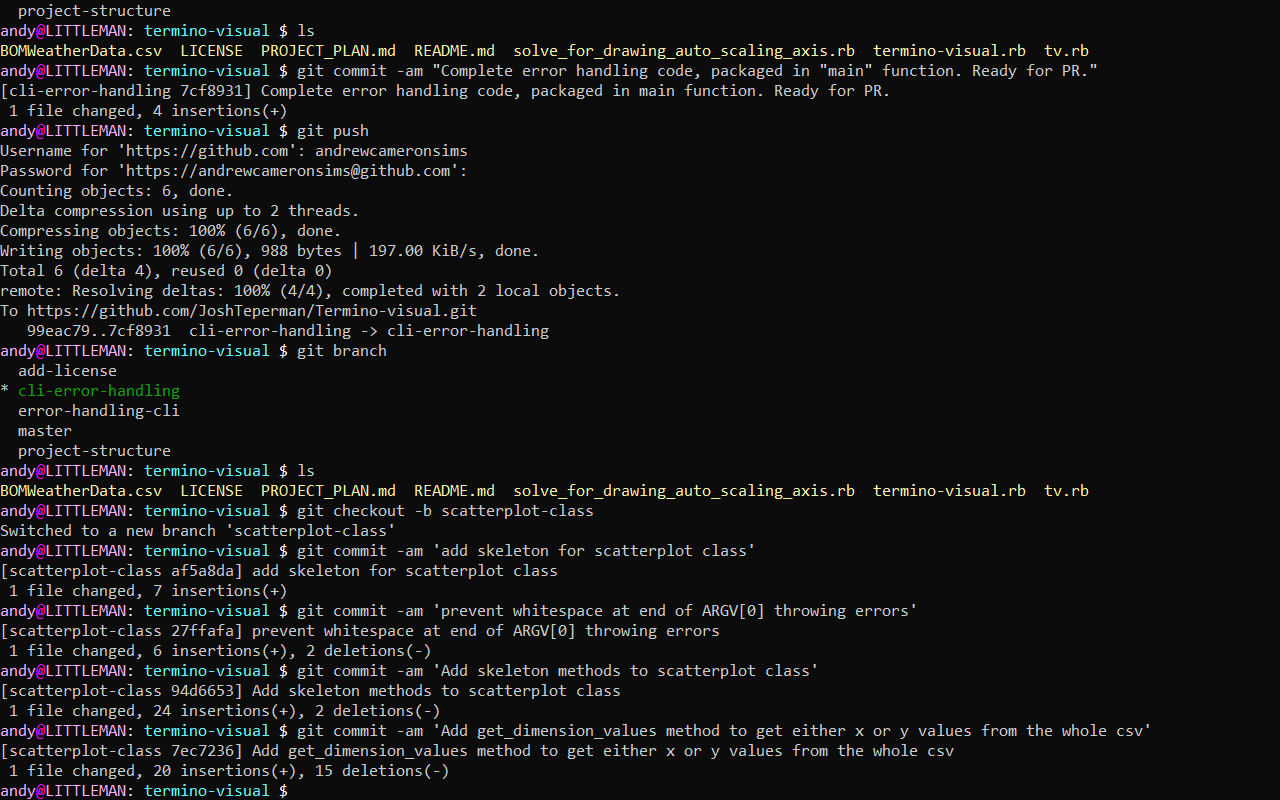 project-structure
andy@LITTLEMAN: termino-visual $ ls
BOMWeatherData.csv  LICENSE  PROJECT_PLAN.md  README.md  solve_for_drawing_auto_scaling_axis.rb  termino-visual.rb  tv.rb
andy@LITTLEMAN: termino-visual $ git commit -am "Complete error handling code, packaged in "main" function. Ready for PR."
[cli-error-handling 7cf8931] Complete error handling code, packaged in main function. Ready for PR.
 1 file changed, 4 insertions(+)
andy@LITTLEMAN: termino-visual $ git push
Username for 'https://github.com': andrewcameronsims
Password for 'https://andrewcameronsims@github.com':
Counting objects: 6, done.
Delta compression using up to 2 threads.
Compressing objects: 100% (6/6), done.
Writing objects: 100% (6/6), 988 bytes | 197.00 KiB/s, done.
Total 6 (delta 4), reused 0 (delta 0)
remote: Resolving deltas: 100% (4/4), completed with 2 local objects.
To https://github.com/JoshTeperman/Termino-visual.git
   99eac79..7cf8931  cli-error-handling -> cli-error-handling
andy@LITTLEMAN: termino-visual $ git branch
  add-license
* cli-error-handling
  error-handling-cli
  master
  project-structure
andy@LITTLEMAN: termino-visual $ ls
BOMWeatherData.csv  LICENSE  PROJECT_PLAN.md  README.md  solve_for_drawing_auto_scaling_axis.rb  termino-visual.rb  tv.rb
andy@LITTLEMAN: termino-visual $ git checkout -b scatterplot-class
Switched to a new branch 'scatterplot-class'
andy@LITTLEMAN: termino-visual $ git commit -am 'add skeleton for scatterplot class'
[scatterplot-class af5a8da] add skeleton for scatterplot class
 1 file changed, 7 insertions(+)
andy@LITTLEMAN: termino-visual $ git commit -am 'prevent whitespace at end of ARGV[0] throwing errors'
[scatterplot-class 27ffafa] prevent whitespace at end of ARGV[0] throwing errors
 1 file changed, 6 insertions(+), 2 deletions(-)
andy@LITTLEMAN: termino-visual $ git commit -am 'Add skeleton methods to scatterplot class'
[scatterplot-class 94d6653] Add skeleton methods to scatterplot class
 1 file changed, 24 insertions(+), 2 deletions(-)
andy@LITTLEMAN: termino-visual $ git commit -am 'Add get_dimension_values method to get either x or y values from the whole csv'
[scatterplot-class 7ec7236] Add get_dimension_values method to get either x or y values from the whole csv
 1 file changed, 20 insertions(+), 15 deletions(-)
andy@LITTLEMAN: termino-visual $